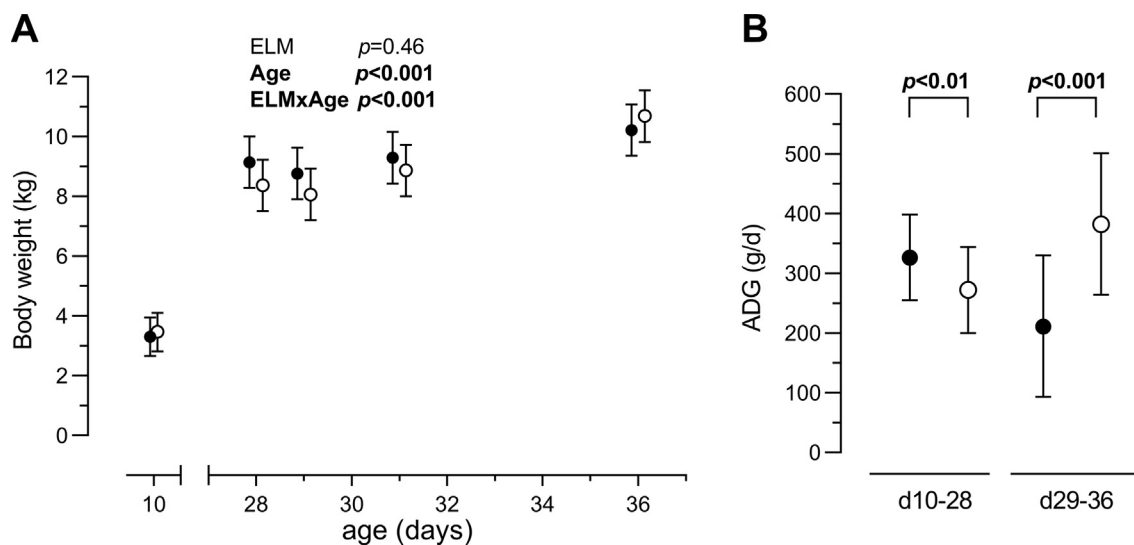 A
ELM p=0.46
Age p<0.001
ELMxAge p<0.001
Body weight (kg)
12
10
8
6
4
2
0
10 28 30 32 34 36
age (days)
B
p<0.01 p<0.001
ADG (g/d)
600
500
400
300
200
100
0
d10-28 d29-36